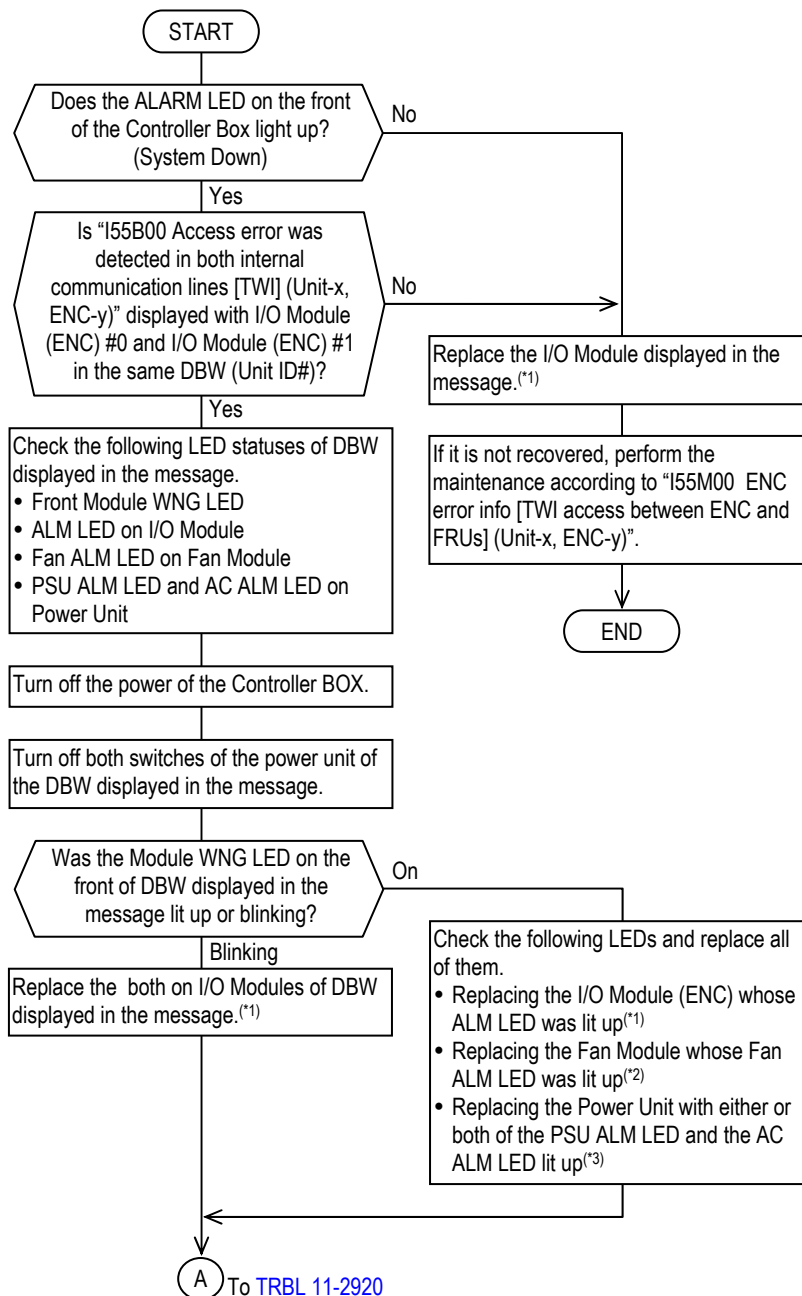 START
Does the ALARM LED on the front
of the Controller Box light up?
(System Down)
No
Yes
Is “I55B00 Access error was
detected in both internal
communication lines [TWI] (Unit-x,
ENC-y)” displayed with I/O Module
(ENC) #0 and I/O Module (ENC) #1
in the same DBW (Unit ID#)?
No
Yes
Replace the I/O Module displayed in the
message.(*1)
If it is not recovered, perform the
maintenance according to “I55M00  ENC
error info [TWI access between ENC and
FRUs] (Unit-x, ENC-y)”.
END
Check the following LED statuses of DBW
displayed in the message.
• Front Module WNG LED
• ALM LED on I/O Module
• Fan ALM LED on Fan Module
• PSU ALM LED and AC ALM LED on
Power Unit
Turn off the power of the Controller BOX.
Turn off both switches of the power unit of
the DBW displayed in the message.
Was the Module WNG LED on the
front of DBW displayed in the
message lit up or blinking?
On
Blinking
Replace the  both on I/O Modules of DBW
displayed in the message.(*1)
Check the following LEDs and replace all
of them.
• Replacing the I/O Module (ENC) whose
ALM LED was lit up(*1)
• Replacing the Fan Module whose Fan
ALM LED was lit up(*2)
• Replacing the Power Unit with either or
both of the PSU ALM LED and the AC
ALM LED lit up(*3)
A To TRBL 11-2920